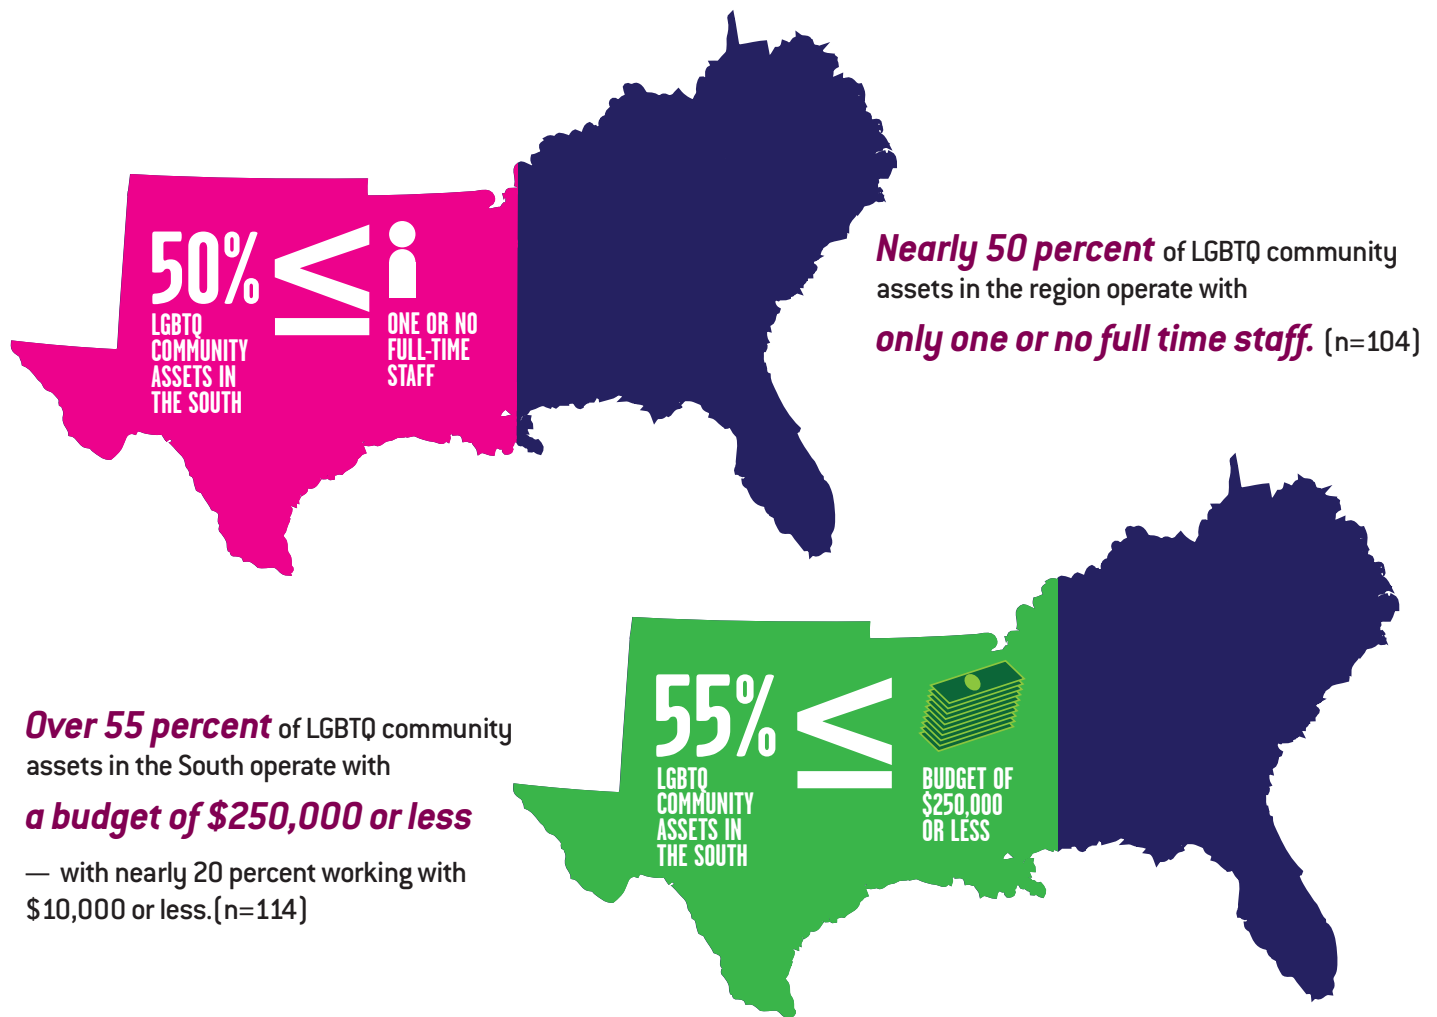 50%
≤
LGBTQ
COMMUNITY
ASSETS IN
THE SOUTH
ONE OR NO
FULL-TIME
STAFF
Nearly 50 percent of LGBTQ community
assets in the region operate with
only one or no full time staff. (n=104)
Over 55 percent of LGBTQ community
assets in the South operate with
a budget of $250,000 or less
— with nearly 20 percent working with
$10,000 or less.(n=114)
55%
≤
LGBTQ
COMMUNITY
ASSETS IN
THE SOUTH
BUDGET OF
$250,000
OR LESS